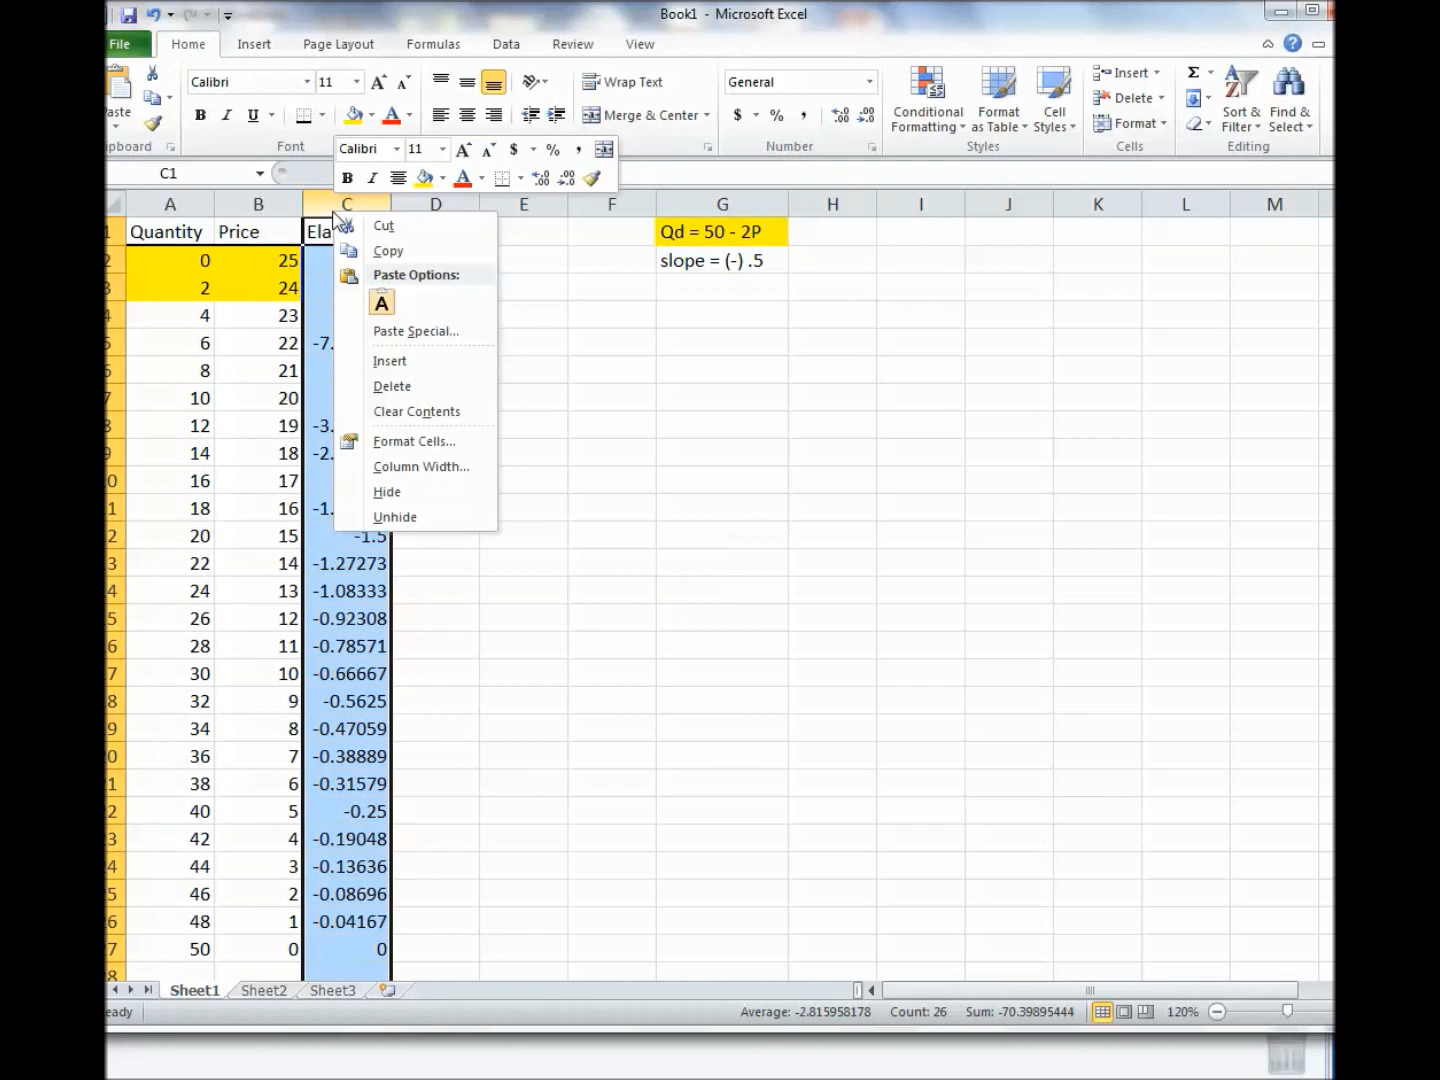 Book1 - Microsoft Excel
File Home Insert Page Layout Formulas Data Review View
Calibri 11 Wrap Text General Insert
Paste B I U Merge & Center $ % , Conditional Formatting Format as Table Cell Styles Delete Format Sort & Filter Find & Select
Font Number Styles Cells Editing
Calibri 11 A A $ % ,
B I A
C1
A B C D E F G H I J K L M
Quantity Price Ela Qd = 50 - 2P
0 25 slope = (-) .5
2 24
4 23
6 22 -7.
8 21
10 20
12 19 -3.
14 18 -2.
16 17
18 16 -1.
20 15 -1.5
22 14 -1.27273
24 13 -1.08333
26 12 -0.92308
28 11 -0.78571
30 10 -0.66667
32 9 -0.5625
34 8 -0.47059
36 7 -0.38889
38 6 -0.31579
40 5 -0.25
42 4 -0.19048
44 3 -0.13636
46 2 -0.08696
48 1 -0.04167
50 0 0
Cut
Copy
Paste Options:
A
Paste Special...
Insert
Delete
Clear Contents
Format Cells...
Column Width...
Hide
Unhide
Sheet1 Sheet2 Sheet3
eady Average: -2.815958178 Count: 26 Sum: -70.39895444 120%